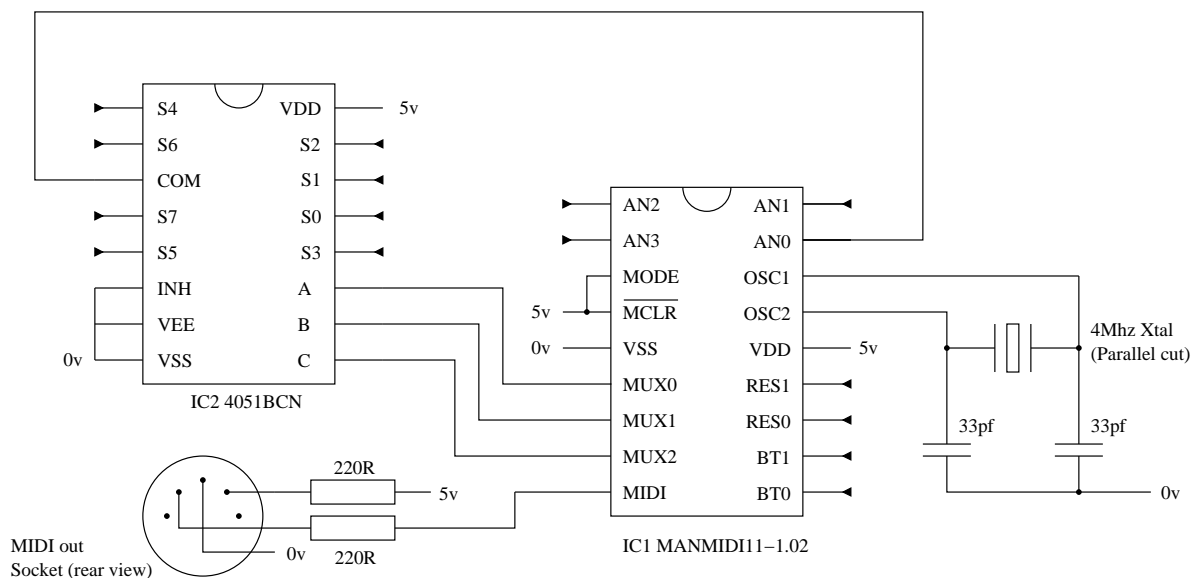 S4 VDD 5v
S6 S2
COM S1
S7 S0
S5 S3
INH A
VEE B
0v VSS C
IC2 4051BCN
AN2 AN1
AN3 AN0
MODE OSC1
5v MCLR OSC2
0v VSS VDD 5v
MUX0 RES1
MUX1 RES0
MUX2 BT1
MIDI BT0
IC1 MANMIDI11−1.02
4Mhz Xtal
(Parallel cut)
33pf 33pf
0v
220R
5v
0v
220R
MIDI out
Socket (rear view)